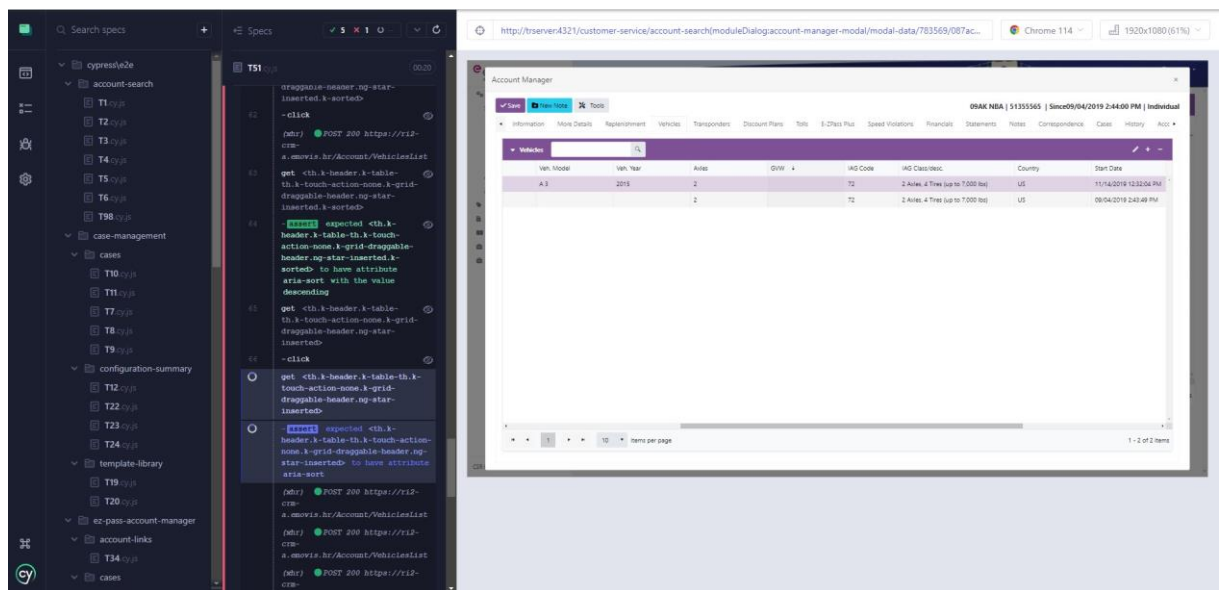 Search specs
+
Specs
5
1
http://trserver:4321/customer-service/account-search(moduleDialog:account-manager-modal/modal-data/783569/087ac...
Chrome 114
1920x1080 (61%)
cypress\e2e
account-search
T1.cy.js
T2.cy.js
T3.cy.js
T4.cy.js
T5.cy.js
T6.cy.js
T98.cy.js
case-management
cases
T10.cy.js
T11.cy.js
T7.cy.js
T8.cy.js
T9.cy.js
configuration-summary
T12.cy.js
T22.cy.js
T23.cy.js
T24.cy.js
template-library
T19.cy.js
T20.cy.js
ez-pass-account-manager
account-links
T34.cy.js
cases
cy
T51.cy.js
00:20
draggable-header.ng-star-
inserted.k-sorted>
62 -click
(xhr) POST 200 https://ri2-
crm-
a.emovis.hr/Account/VehiclesList
63 get <th.k-header.k-table-
th.k-touch-action-none.k-grid-
draggable-header.ng-star-
inserted.k-sorted>
64 -assert expected <th.k-
header.k-table-th.k-touch-
action-none.k-grid-draggable-
header.ng-star-inserted.k-
sorted> to have attribute
aria-sort with the value
descending
65 get <th.k-header.k-table-
th.k-touch-action-none.k-grid-
draggable-header.ng-star-
inserted>
66 -click
get <th.k-header.k-table-th.k-
touch-action-none.k-grid-
draggable-header.ng-star-
inserted>
-assert expected <th.k-
header.k-table-th.k-touch-action-
none.k-grid-draggable-header.ng-
star-inserted> to have attribute
aria-sort
(xhr) POST 200 https://ri2-
crm-
a.emovis.hr/Account/VehiclesList
(xhr) POST 200 https://ri2-
crm-
a.emovis.hr/Account/VehiclesList
(xhr) POST 200 https://ri2-
crm-
Account Manager
Save New Note Tools
09AK NBA | 51355565 | Since09/04/2019 2:44:00 PM | Individual
Information More Details Replenishment Vehicles Transponders Discount Plans Tolls E-ZPass Plus Speed Violations Financials Statements Notes Correspondence Cases History Acc
Vehicles
Veh. Model Veh. Year Axles GVW IAG Code IAG Class/desc. Country Start Date
A 3 2015 2 72 2 Axles, 4 Tires (up to 7,000 lbs) US 11/14/2019 12:32:04 PM
2 72 2 Axles, 4 Tires (up to 7,000 lbs) US 09/04/2019 2:43:49 PM
1 10 items per page
1 - 2 of 2 items